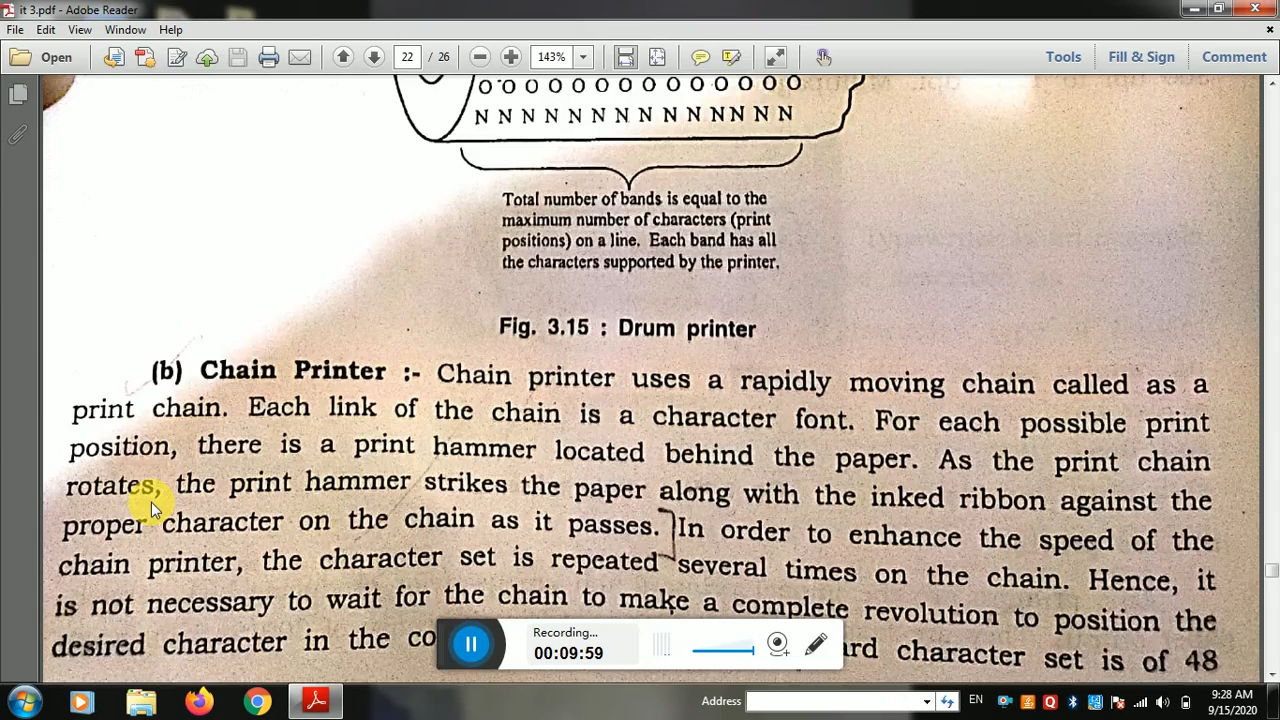 it 3.pdf - Adobe Reader
File Edit View Window Help
Open 22 / 26 143% Tools Fill & Sign Comment
O O O O O O O O O O O O O O
N N N N N N N N N N N N N N
Total number of bands is equal to the
maximum number of characters (print
positions) on a line. Each band has all
the characters supported by the printer.
Fig. 3.15 : Drum printer
(b) Chain Printer :- Chain printer uses a rapidly moving chain called as a
print chain. Each link of the chain is a character font. For each possible print
position, there is a print hammer located behind the paper. As the print chain
rotates, the print hammer strikes the paper along with the inked ribbon against the
proper character on the chain as it passes. In order to enhance the speed of the
chain printer, the character set is repeated several times on the chain. Hence, it
is not necessary to wait for the chain to make a complete revolution to position the
desired character in the co rd character set is of 48
Recording...
00:09:59
Address EN 9:28 AM
9/15/2020